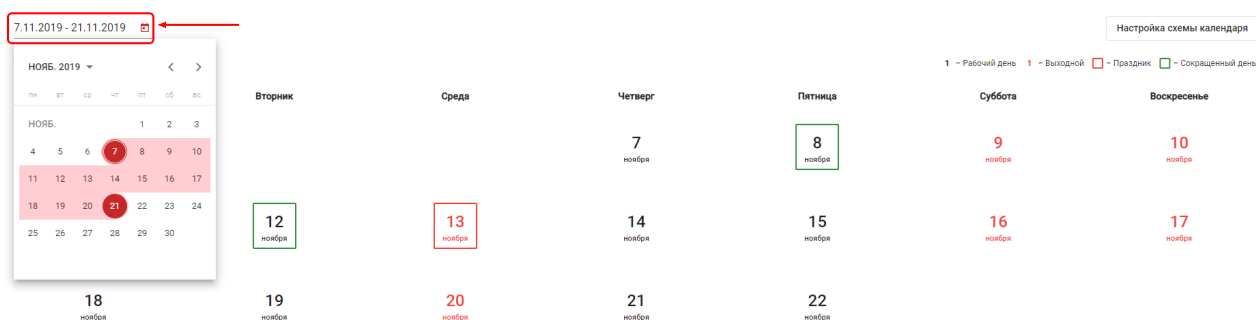 7.11.2019 - 21.11.2019
Настройка схемы календаря
1 – Рабочий день 1 – Выходной – Праздник – Сокращенный день
НОЯБ. 2019
пн вт ср чт пт сб вс
НОЯБ. 1 2 3
4 5 6 7 8 9 10
11 12 13 14 15 16 17
18 19 20 21 22 23 24
25 26 27 28 29 30
Вторник Среда Четверг Пятница Суббота Воскресенье
7 8 9 10
ноября ноября ноября ноября
12 13 14 15 16 17
ноября ноября ноября ноября ноября ноября
18 19 20 21 22
ноября ноября ноября ноября ноября